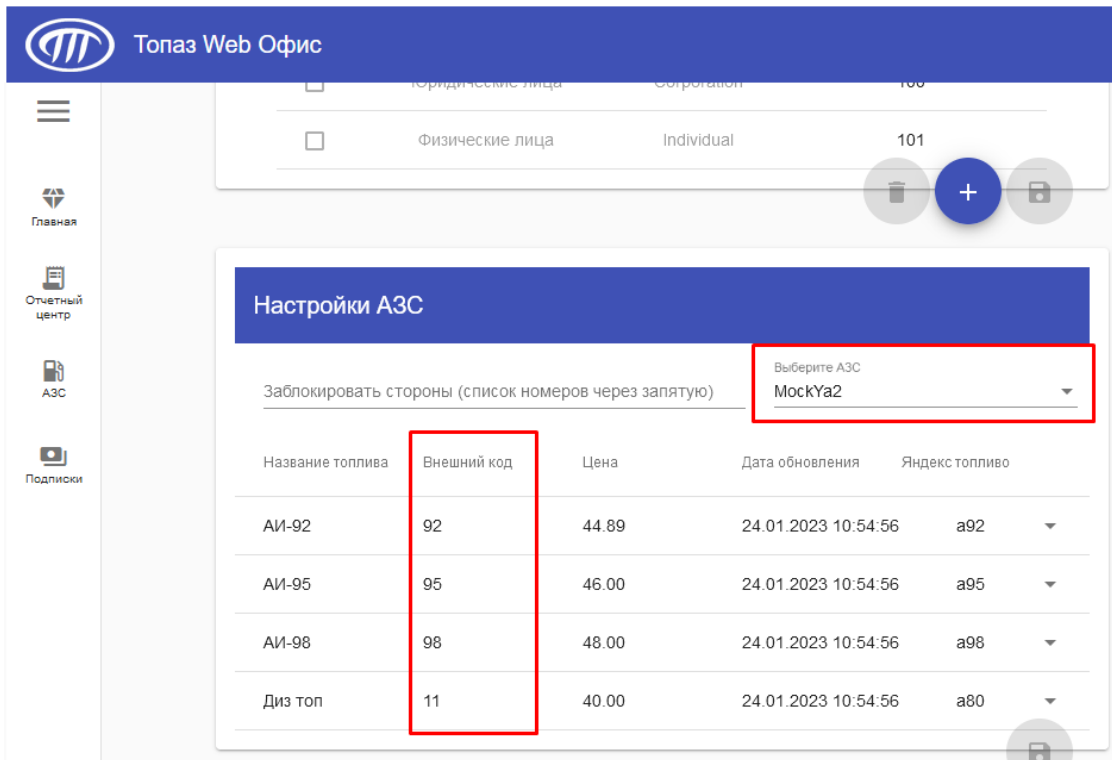 Топаз Web Офис
Юридические лица Corporation 100
Физические лица Individual 101
Главная
Отчетный
центр
АЗС
Подписки
Настройки АЗС
Выберите АЗС
Заблокировать стороны (список номеров через запятую) MockYa2
Название топлива Внешний код Цена Дата обновления Яндекс топливо
АИ-92 92 44.89 24.01.2023 10:54:56 a92
АИ-95 95 46.00 24.01.2023 10:54:56 a95
АИ-98 98 48.00 24.01.2023 10:54:56 a98
Диз топ 11 40.00 24.01.2023 10:54:56 a80